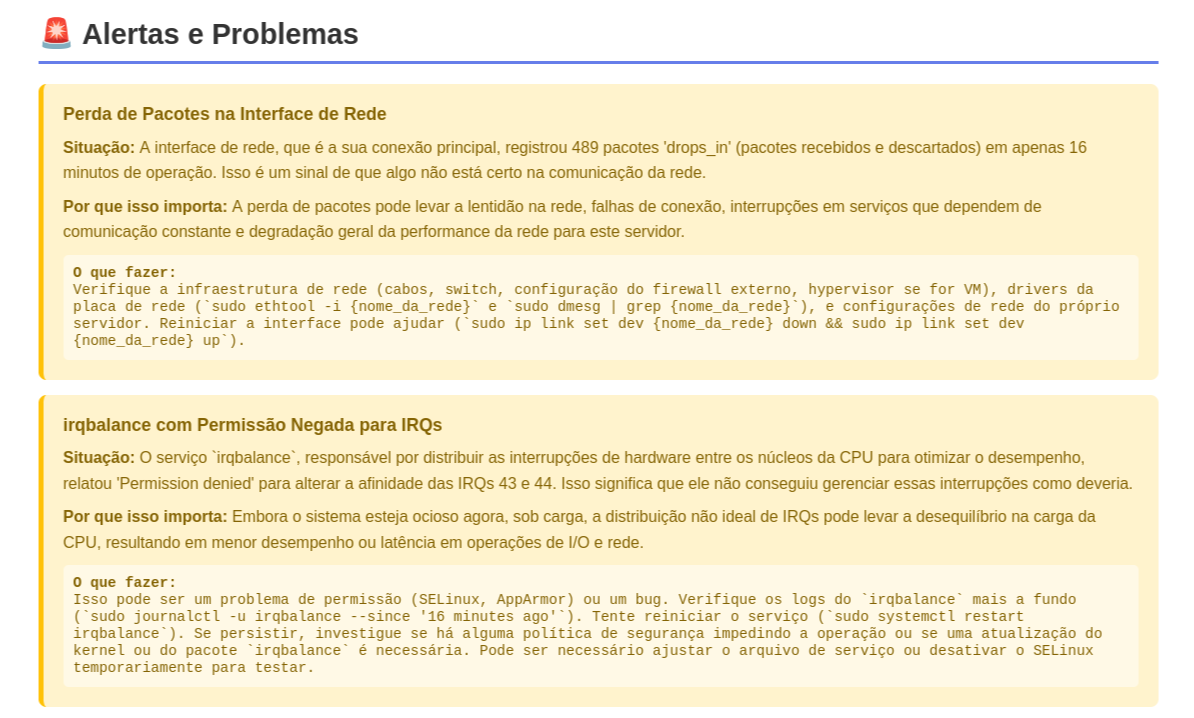 🚨 Alertas e Problemas
Perda de Pacotes na Interface de Rede
Situação: A interface de rede, que é a sua conexão principal, registrou 489 pacotes 'drops_in' (pacotes recebidos e descartados) em apenas 16
minutos de operação. Isso é um sinal de que algo não está certo na comunicação da rede.
Por que isso importa: A perda de pacotes pode levar a lentidão na rede, falhas de conexão, interrupções em serviços que dependem de
comunicação constante e degradação geral da performance da rede para este servidor.
O que fazer:
Verifique a infraestrutura de rede (cabos, switch, configuração do firewall externo, hypervisor se for VM), drivers da
placa de rede (`sudo ethtool -i {nome_da_rede}` e `sudo dmesg | grep {nome_da_rede}`), e configurações de rede do próprio
servidor. Reiniciar a interface pode ajudar (`sudo ip link set dev {nome_da_rede} down && sudo ip link set dev
{nome_da_rede} up`).
irqbalance com Permissão Negada para IRQs
Situação: O serviço `irqbalance`, responsável por distribuir as interrupções de hardware entre os núcleos da CPU para otimizar o desempenho,
relatou 'Permission denied' para alterar a afinidade das IRQs 43 e 44. Isso significa que ele não conseguiu gerenciar essas interrupções como deveria.
Por que isso importa: Embora o sistema esteja ocioso agora, sob carga, a distribuição não ideal de IRQs pode levar a desequilíbrio na carga da
CPU, resultando em menor desempenho ou latência em operações de I/O e rede.
O que fazer:
Isso pode ser um problema de permissão (SELinux, AppArmor) ou um bug. Verifique os logs do `irqbalance` mais a fundo
(`sudo journalctl -u irqbalance --since '16 minutes ago'`). Tente reiniciar o serviço (`sudo systemctl restart
irqbalance`). Se persistir, investigue se há alguma política de segurança impedindo a operação ou se uma atualização do
kernel ou do pacote `irqbalance` é necessária. Pode ser necessário ajustar o arquivo de serviço ou desativar o SELinux
temporariamente para testar.